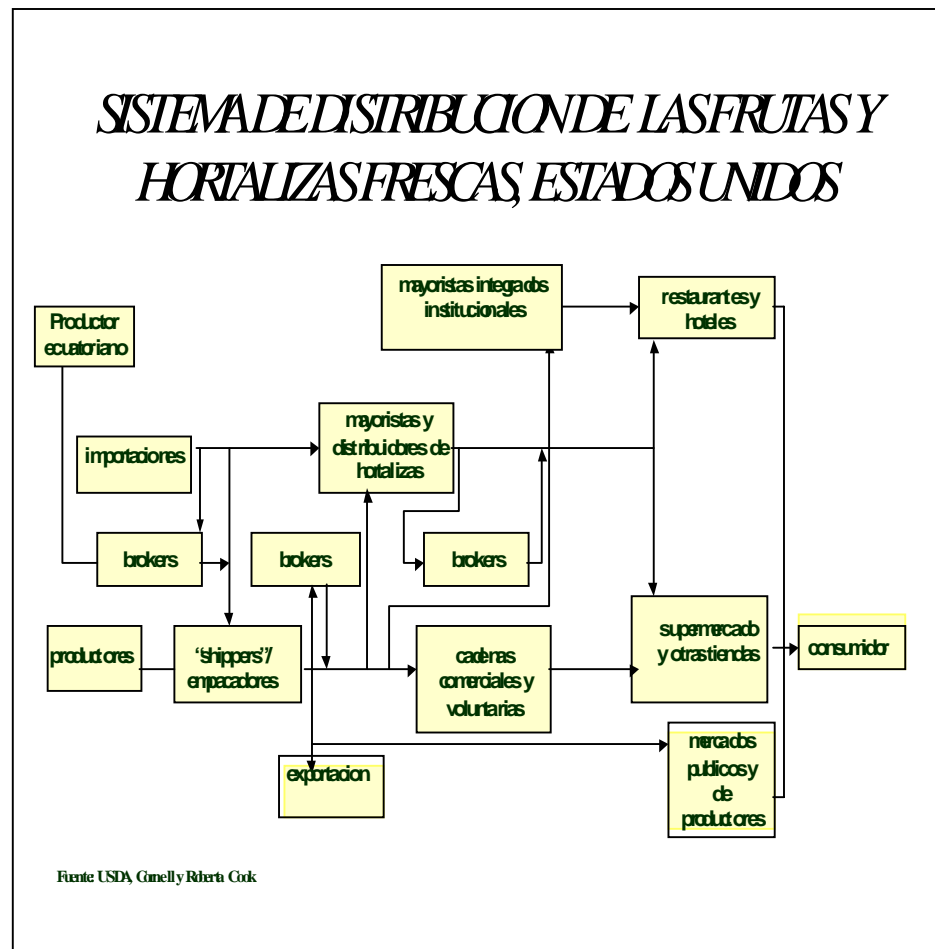 SISTEMA DE DISTRIBUCION DE LAS FRUTAS Y
HORTALIZAS FRESCAS, ESTADOS UNIDOS
mayoristas integrados
institucionales
restaurantes y
hoteles
Productor
ecuatoriano
mayoristas y
distribuidores de
hortalizas
importaciones
brokers
brokers
brokers
productores
"shippers"/
empacadores
cadenas
comerciales y
voluntarias
supermercado
y otras tiendas
consumidor
exportacion
mercados
publicos y
de
productores
Fuente: USDA, Cornell y Roberta Cook